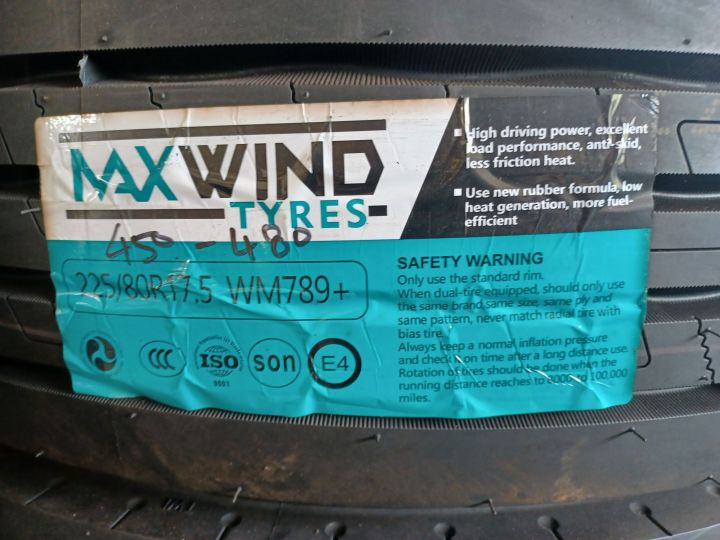 MAXWIND
TYRES
450 - 480
225/80R17.5 WM789+
CCC
ISO
9001
son
E4
High driving power, excellent
load performance, anti-skid,
less friction heat.
Use new rubber formula, low
heat generation, more fuel-
efficient
SAFETY WARNING
Only use the standard rim.
When dual-tire equipped, should only use
the same brand, same size, same ply and
same pattern, never match radial tire with
bias tire.
Always keep a normal inflation pressure
and check on time after a long distance use.
Rotation of tires should be done when the
running distance reaches to 8000 to 100,000
miles.